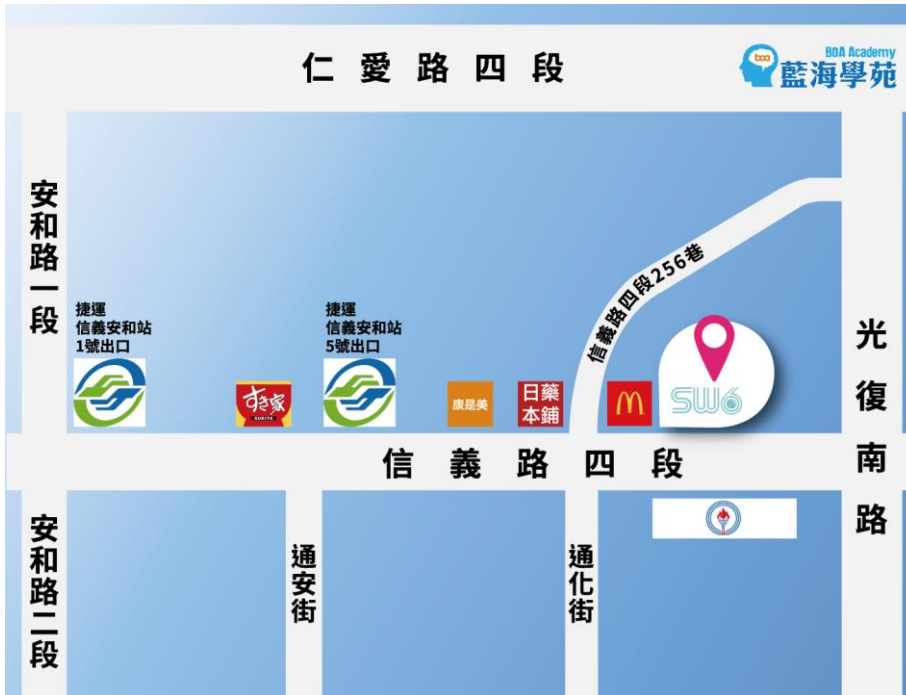 仁愛路四段
boa
BOA Academy
藍海學苑
安和路一段
信義路四段256巷
捷運
信義安和站
1號出口
捷運
信義安和站
5號出口
光復南路
すき家
SUKIYA
康是美
日藥
本鋪
SW6
信義路四段
安和路二段
通安街
通化街